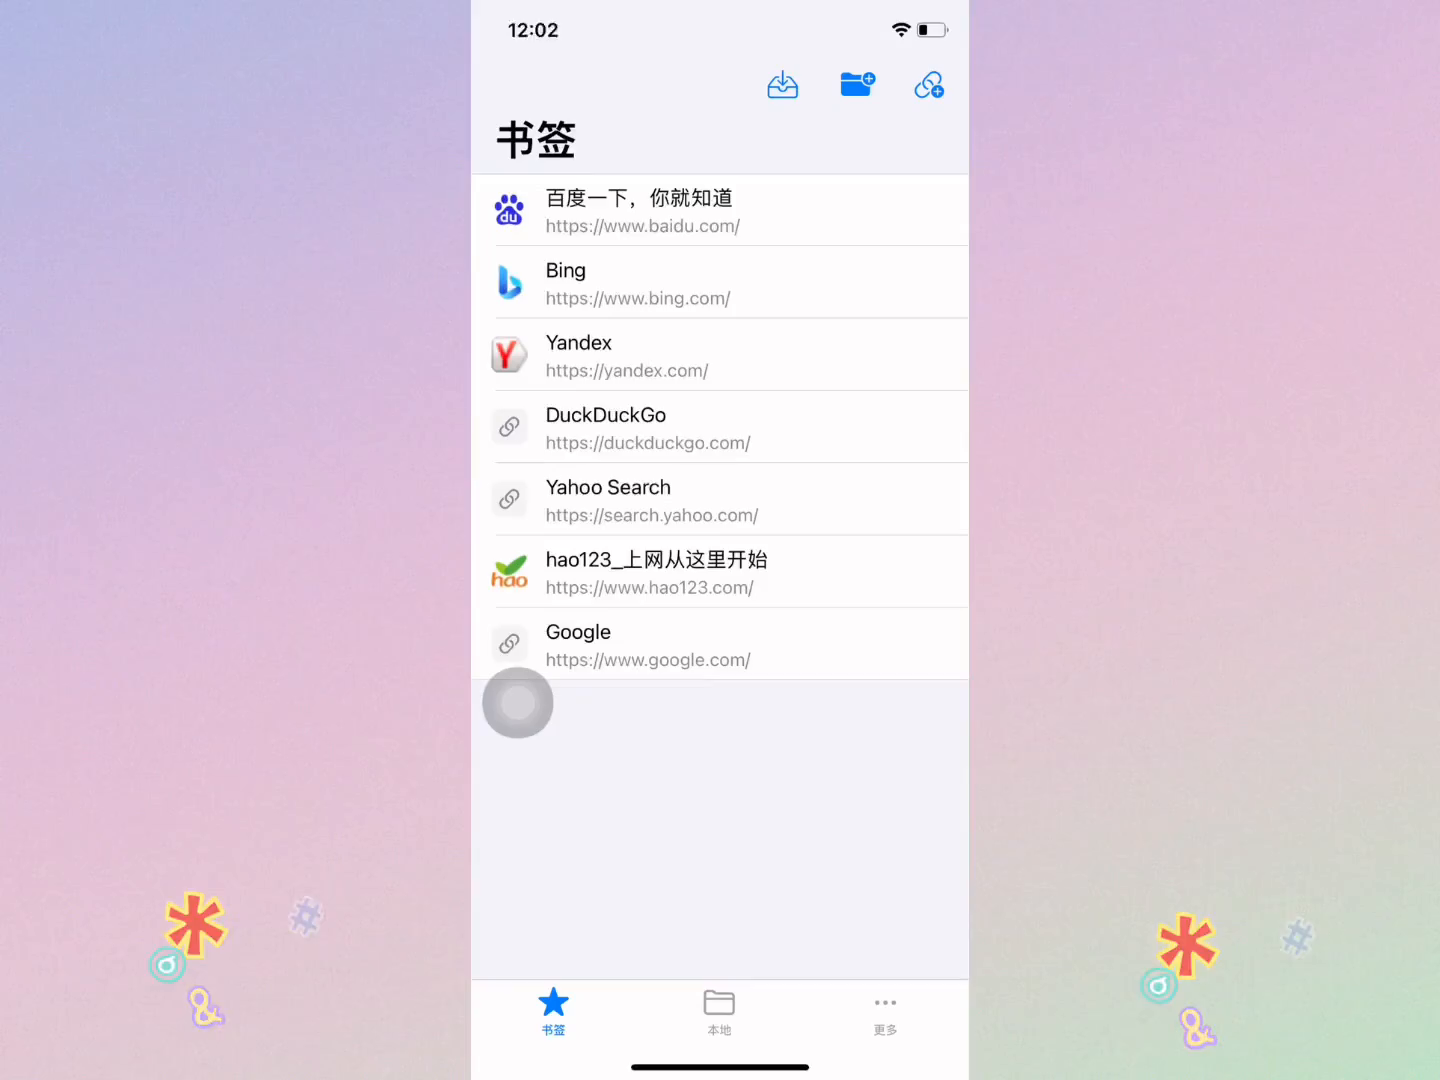 12:02
书签
百度一下，你就知道
https://www.baidu.com/
Bing
https://www.bing.com/
Yandex
https://yandex.com/
DuckDuckGo
https://duckduckgo.com/
Yahoo Search
https://search.yahoo.com/
hao123_上网从这里开始
https://www.hao123.com/
Google
https://www.google.com/
书签
本地
更多